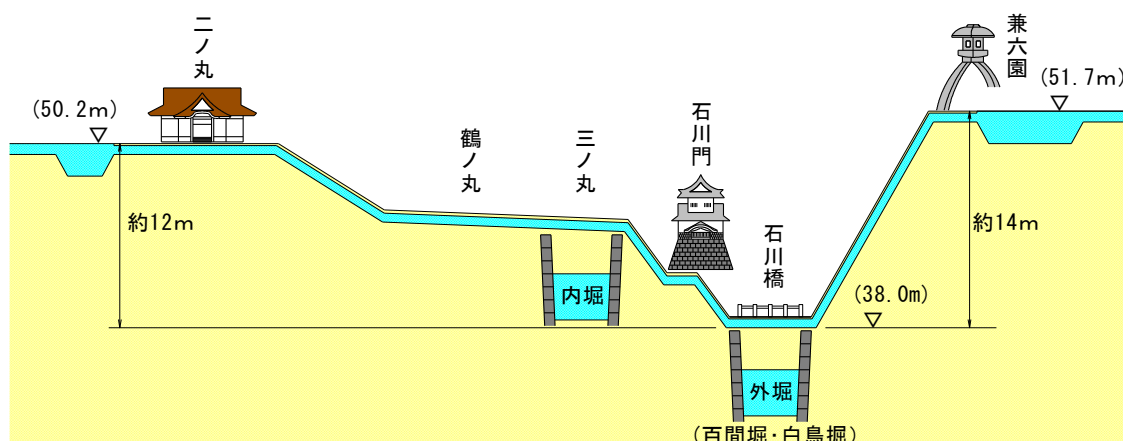 二ノ丸
(50.2m)
約12m
鶴ノ丸
三ノ丸
内堀
石川門
石川橋
外堀
(百間堀・白鳥堀)
(38.0m)
兼六園
(51.7m)
約14m